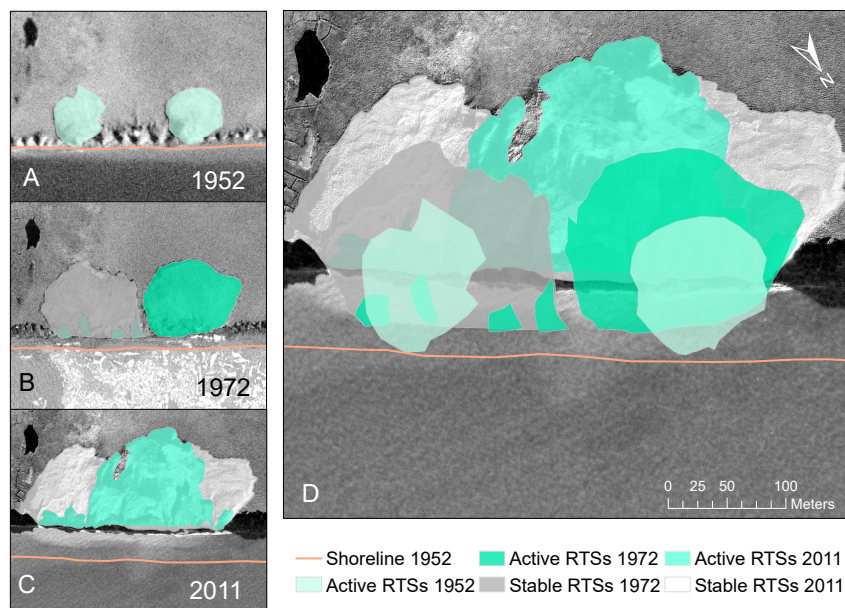 A
1952
B
1972
C
2011
D
N
0 25 50 100
Meters
Shoreline 1952
Active RTSs 1972
Active RTSs 2011
Active RTSs 1952
Stable RTSs 1972
Stable RTSs 2011